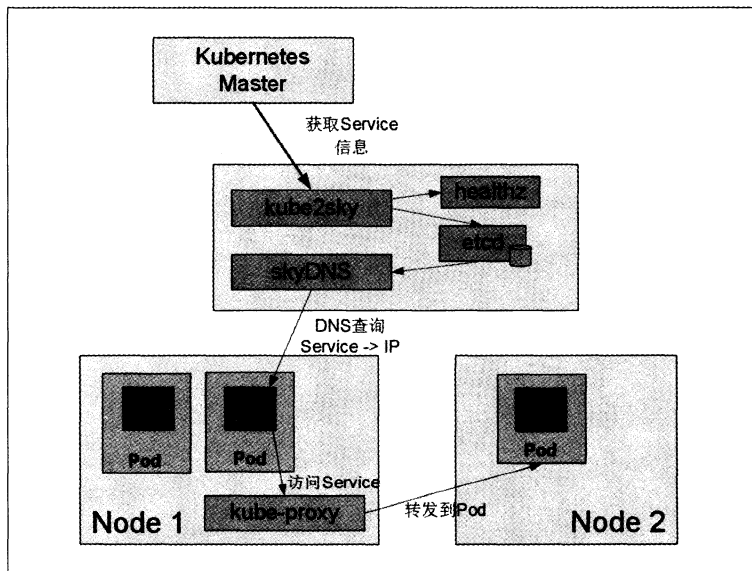 Kubernetes
Master
获取Service
信息
kube2sky
healthz
etcd
skyDNS
DNS查询
Service -> IP
Pod
Pod
Pod
访问Service
kube-proxy
转发到Pod
Node 1
Node 2